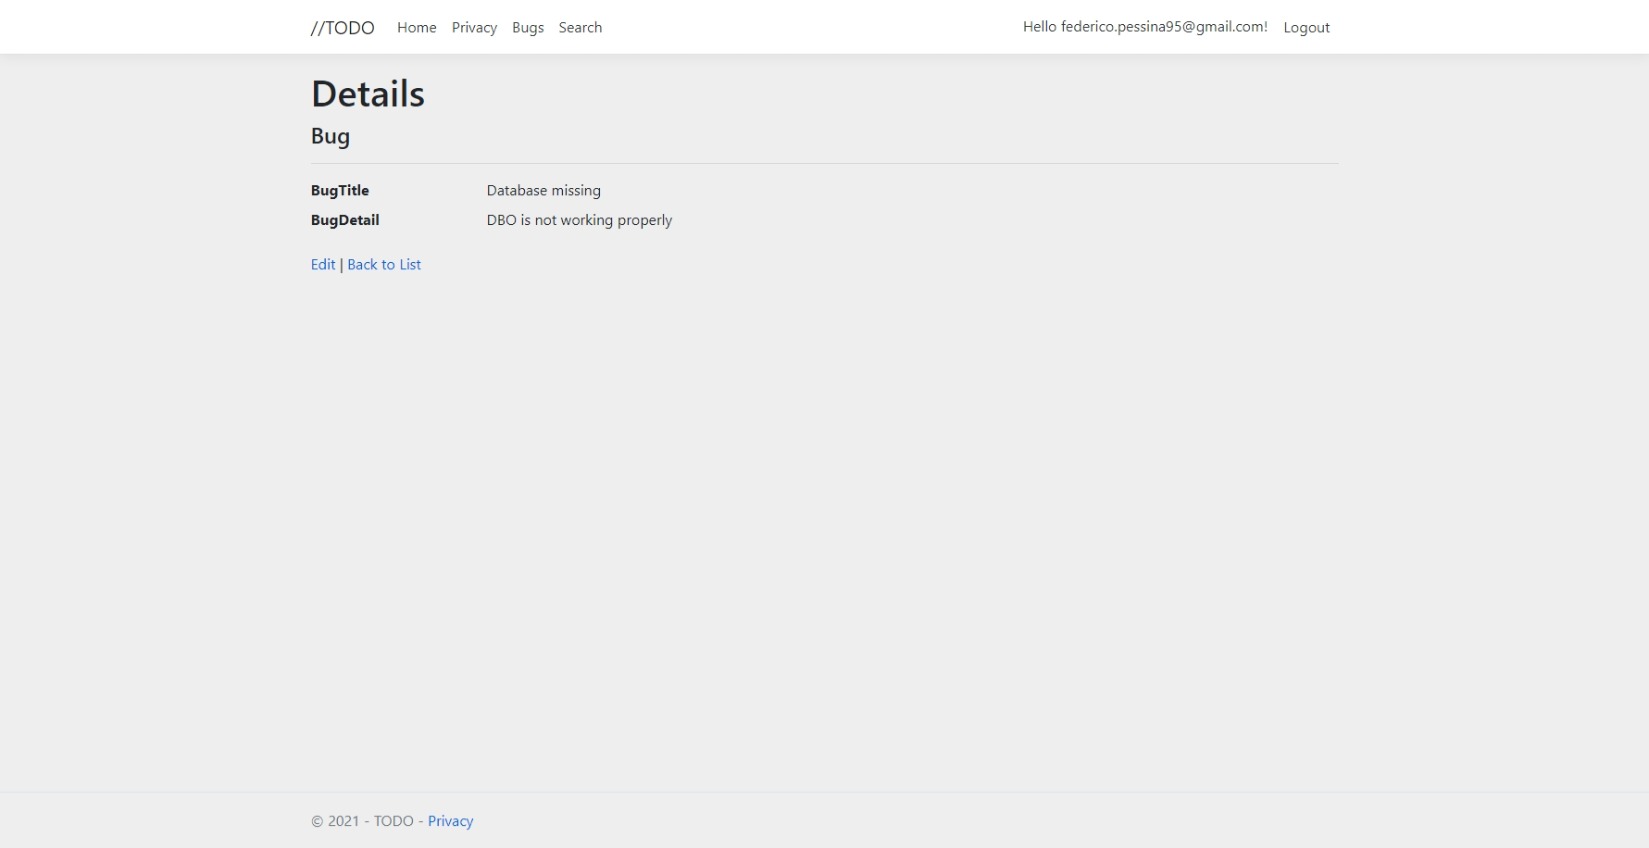 //TODO Home Privacy Bugs Search Hello federico.pessina95@gmail.com! Logout
Details
Bug
BugTitle Database missing
BugDetail DBO is not working properly
Edit | Back to List
© 2021 - TODO - Privacy